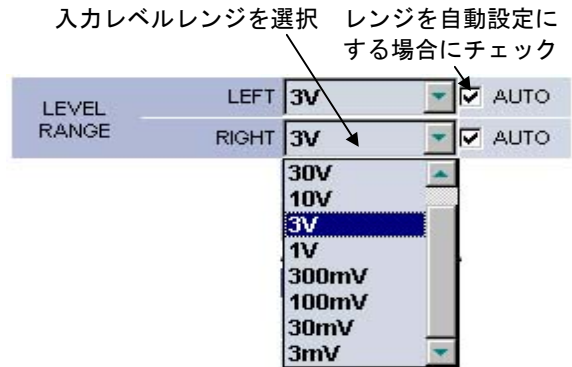 入力レベルレンジを選択
レンジを自動設定に
する場合にチェック
LEVEL
RANGE
LEFT 3V AUTO
RIGHT 3V AUTO
30V
10V
3V
1V
300mV
100mV
30mV
3mV